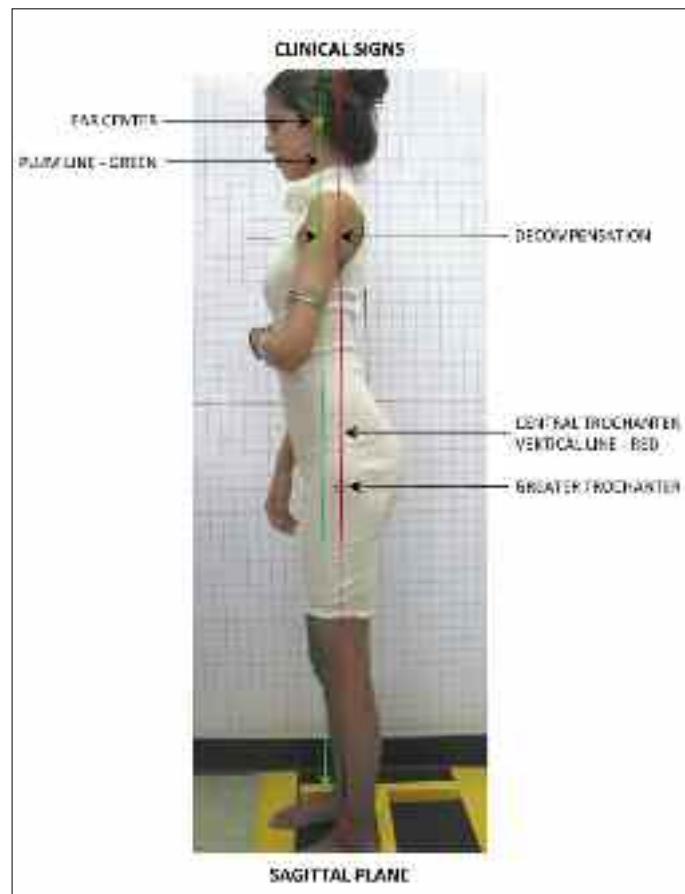 CLINICAL SIGNS
EAR CENTER
PLUM LINE - GREEN
DECOMPENSATION
CENTRAL TROCHANTER
VERTICAL LINE - RED
GREATER TROCHANTER
SAGITTAL PLANE